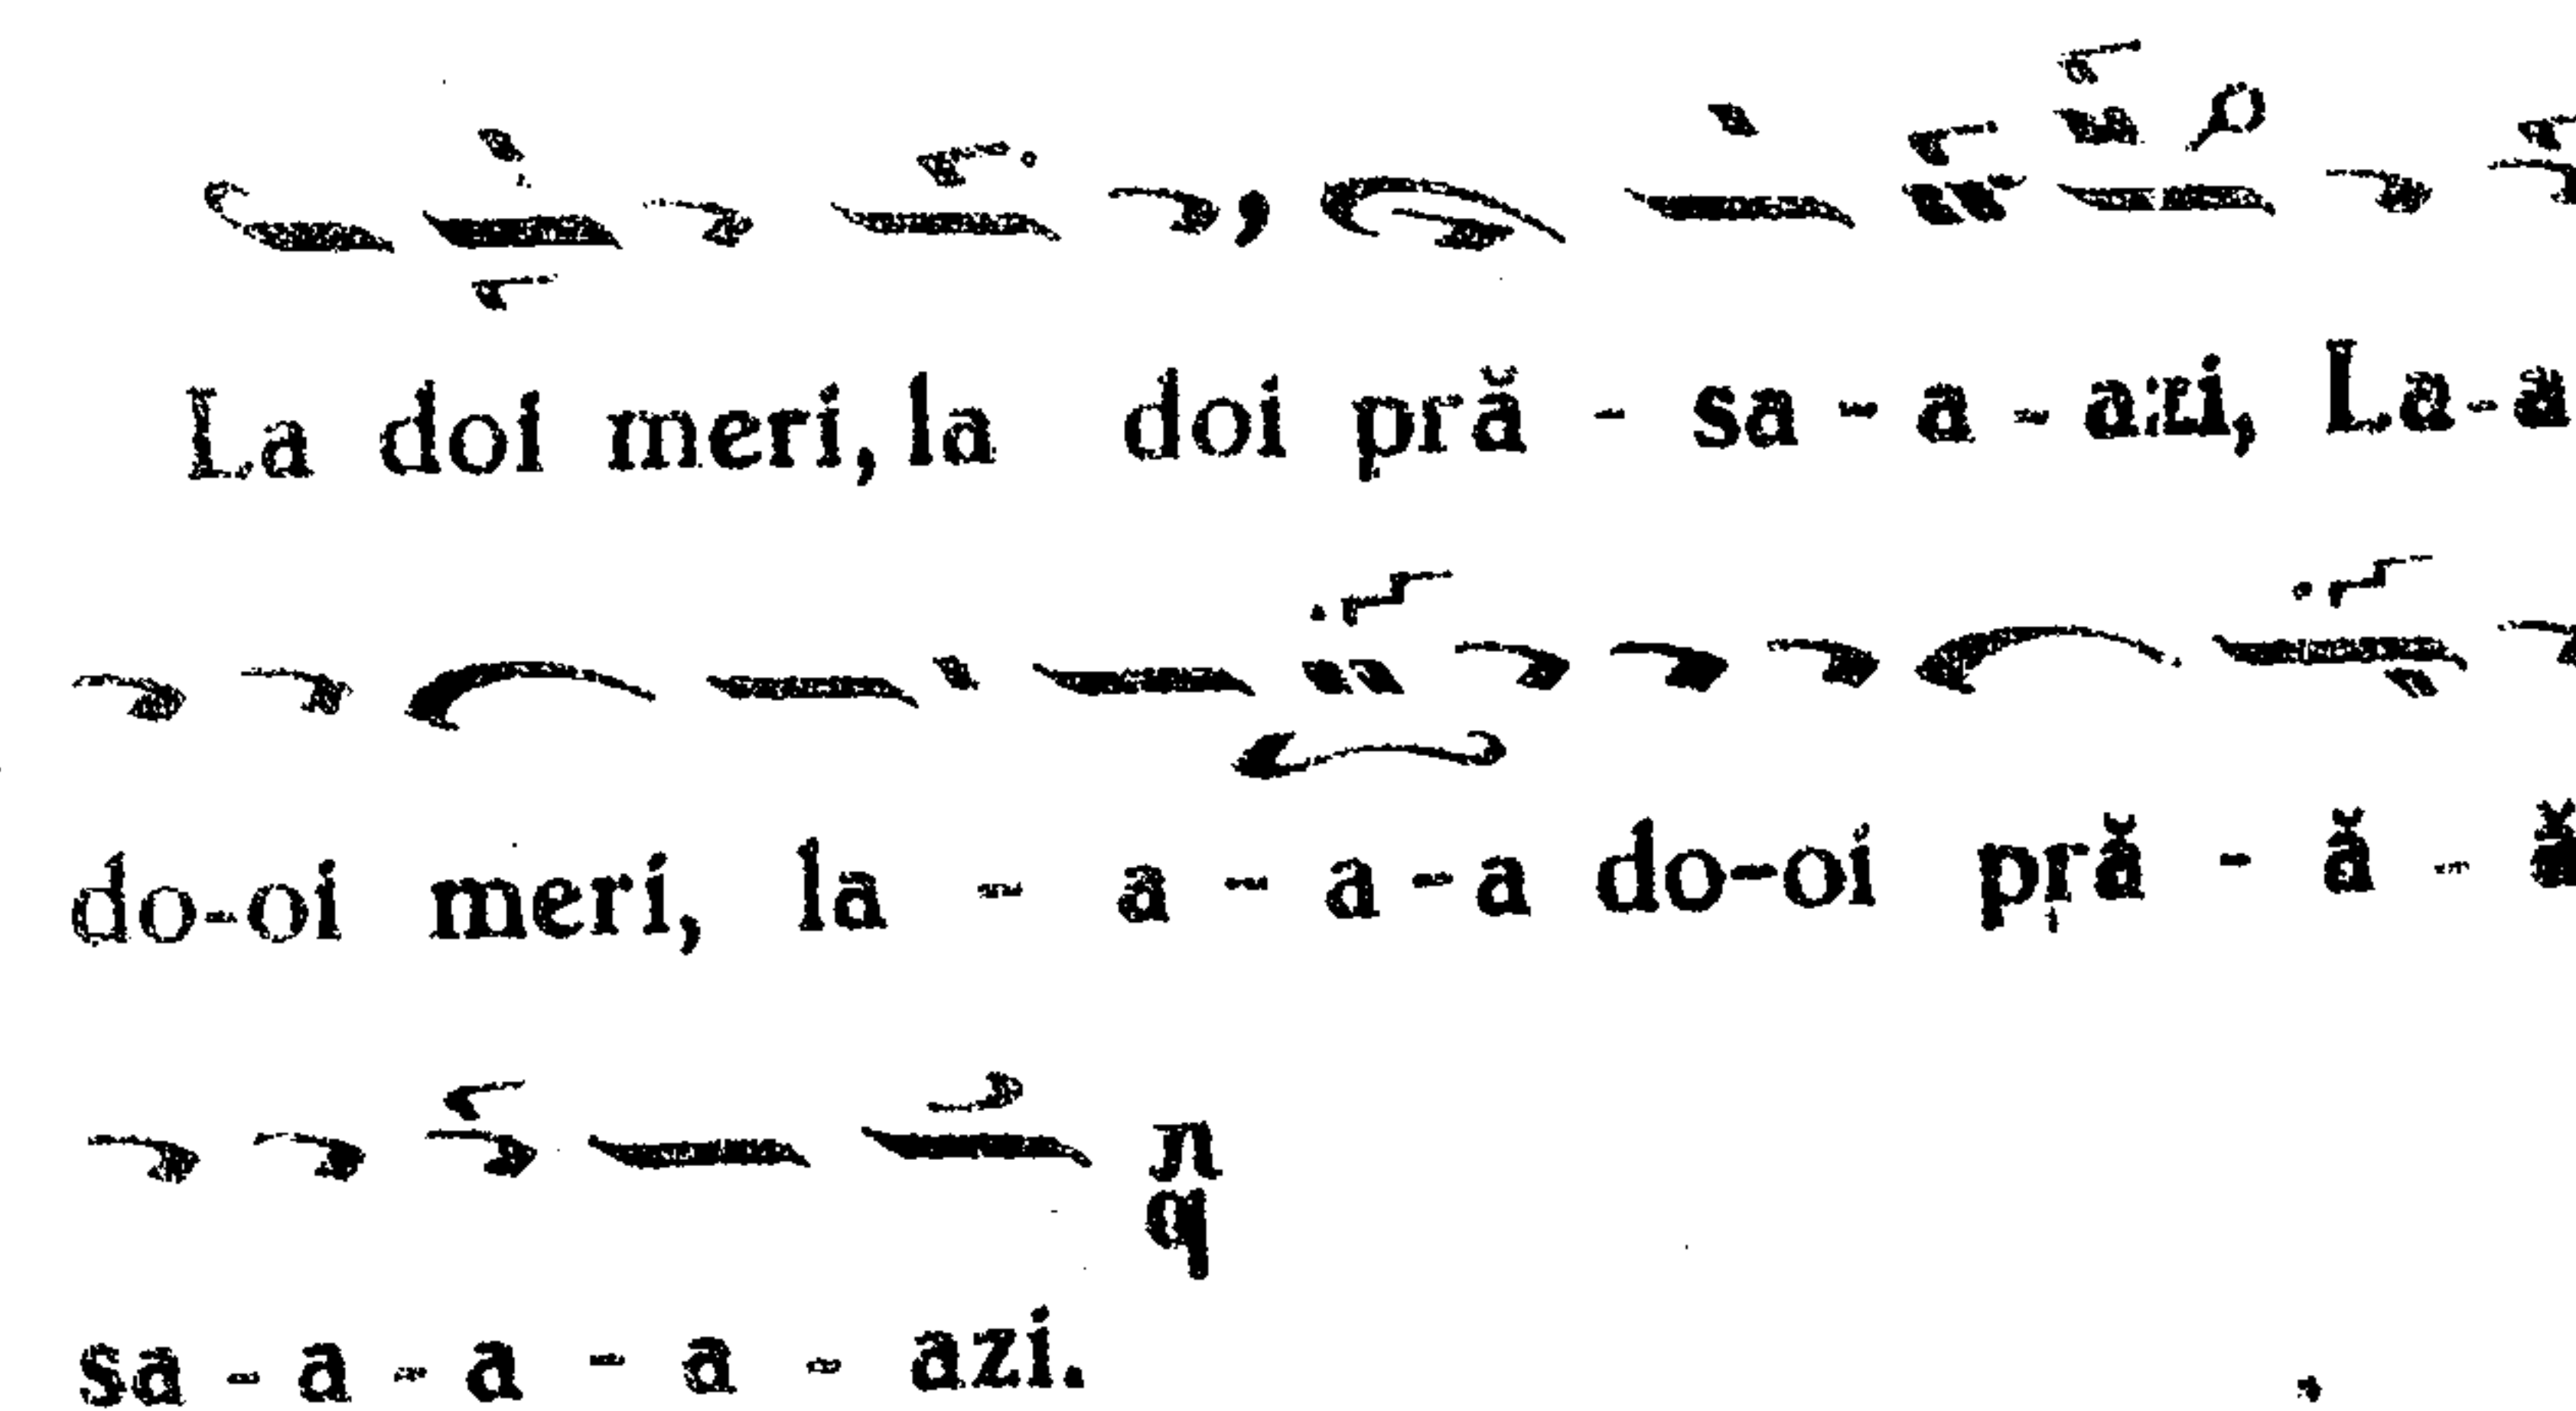 La doi meri, la doi pră - sa - a - azi, La-a
do-oi meri, la - a - a-a do-oi pră - ă - ă
sa - a - a - a - azi.